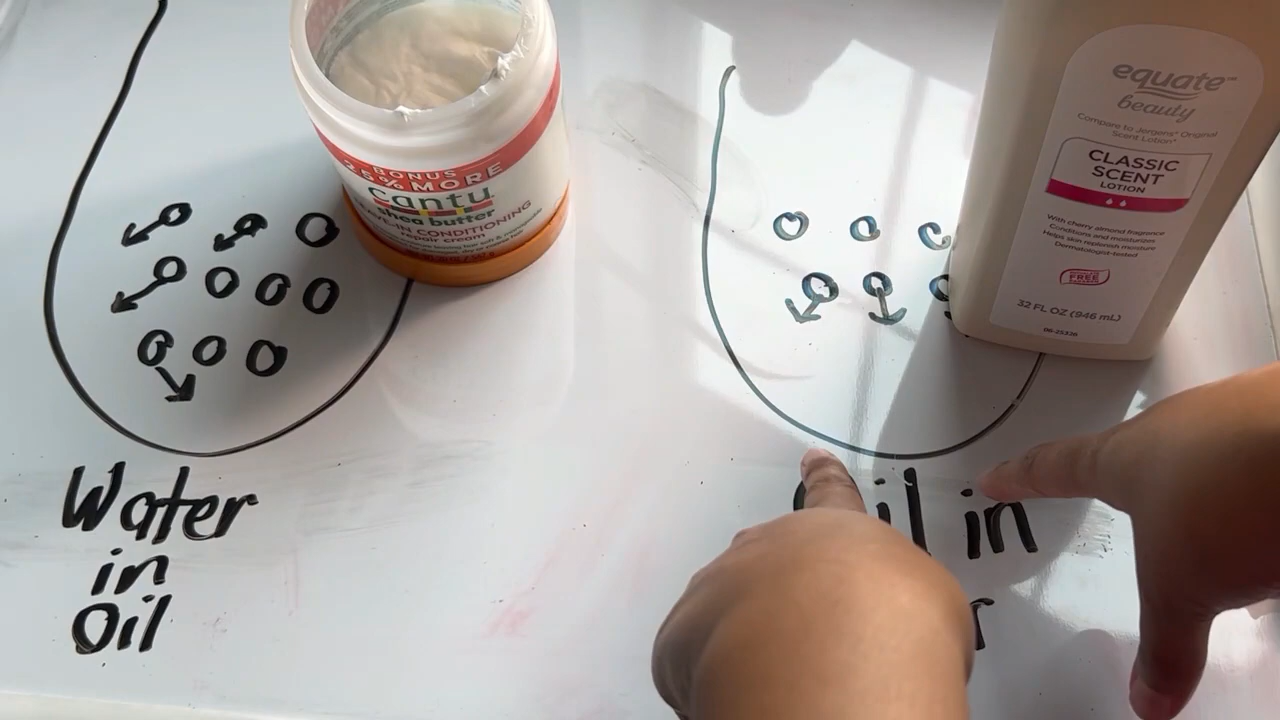 BONUS
25% MORE
cantu
shea butter
LEAVE-IN CONDITIONING
repair cream
Water
in
Oil
equate™
beauty
Compare to Jergens® Original
Scent Lotion*
CLASSIC
SCENT
LOTION
With cherry almond fragrance
Conditions and moisturizes
Helps skin replenish moisture
Dermatologist-tested
FREE
32 FL OZ (946 mL)
in